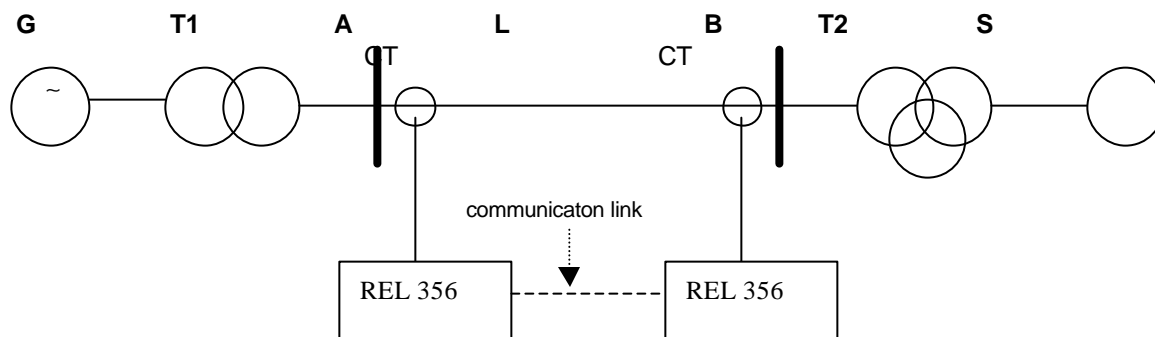 G T1 A L B T2 S
CT CT
~
communicaton link
REL 356 REL 356